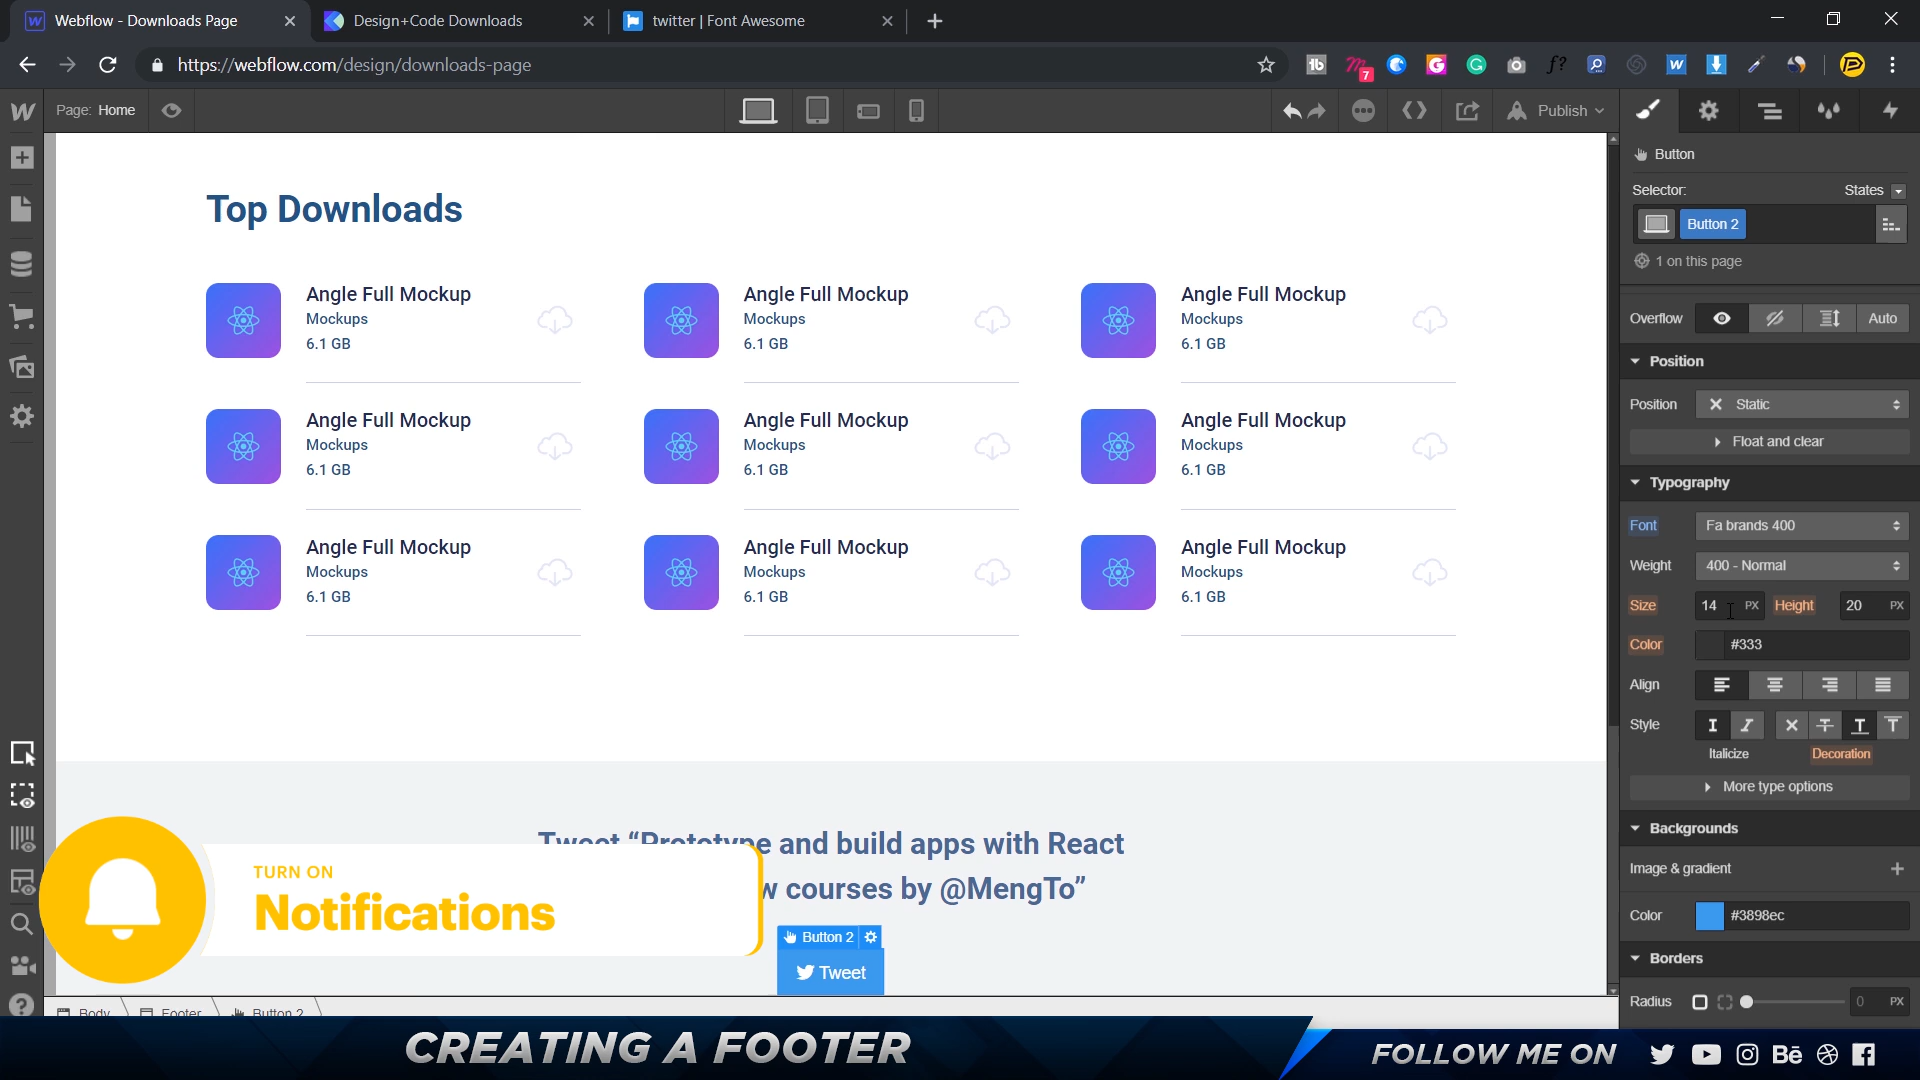 Webflow - Downloads Page
Design+Code Downloads
twitter | Font Awesome
https://webflow.com/design/downloads-page
7
Page: Home
Publish
Button
Selector:
States
Button 2
1 on this page
Overflow
Auto
Position
Position
Static
Float and clear
Typography
Font
Fa brands 400
Weight
400 - Normal
Size
14 PX
Height
20 PX
Color
#333
Align
Style
Italicize
Decoration
More type options
Backgrounds
Image & gradient
Color
#3898ec
Borders
Radius
0 PX
Top Downloads
Angle Full Mockup
Mockups
6.1 GB
Angle Full Mockup
Mockups
6.1 GB
Angle Full Mockup
Mockups
6.1 GB
Angle Full Mockup
Mockups
6.1 GB
Angle Full Mockup
Mockups
6.1 GB
Angle Full Mockup
Mockups
6.1 GB
Angle Full Mockup
Mockups
6.1 GB
Angle Full Mockup
Mockups
6.1 GB
Angle Full Mockup
Mockups
6.1 GB
Tweet “Prototype and build apps with React
courses by @MengTo”
Button 2
Tweet
TURN ON
Notifications
Body
Footer
Button 2
CREATING A FOOTER
FOLLOW ME ON